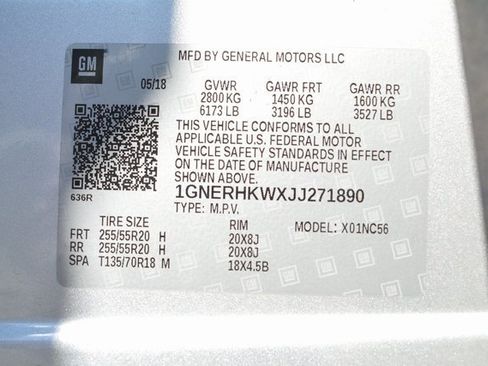 GM
MFD BY GENERAL MOTORS LLC
05/18 GVWR GAWR FRT GAWR RR
2800 KG 1450 KG 1600 KG
6173 LB 3196 LB 3527 LB
THIS VEHICLE CONFORMS TO ALL
APPLICABLE U.S. FEDERAL MOTOR
VEHICLE SAFETY STANDARDS IN EFFECT
ON THE DATE OF MANUFACTURE
SHOWN ABOVE.
636R
1GNERHKWXJJ271890
TYPE: M.P.V.
TIRE SIZE RIM MODEL: X01NC56
FRT 255/55R20 H 20X8J
RR 255/55R20 H 20X8J
SPA T135/70R18 M 18X4.5B